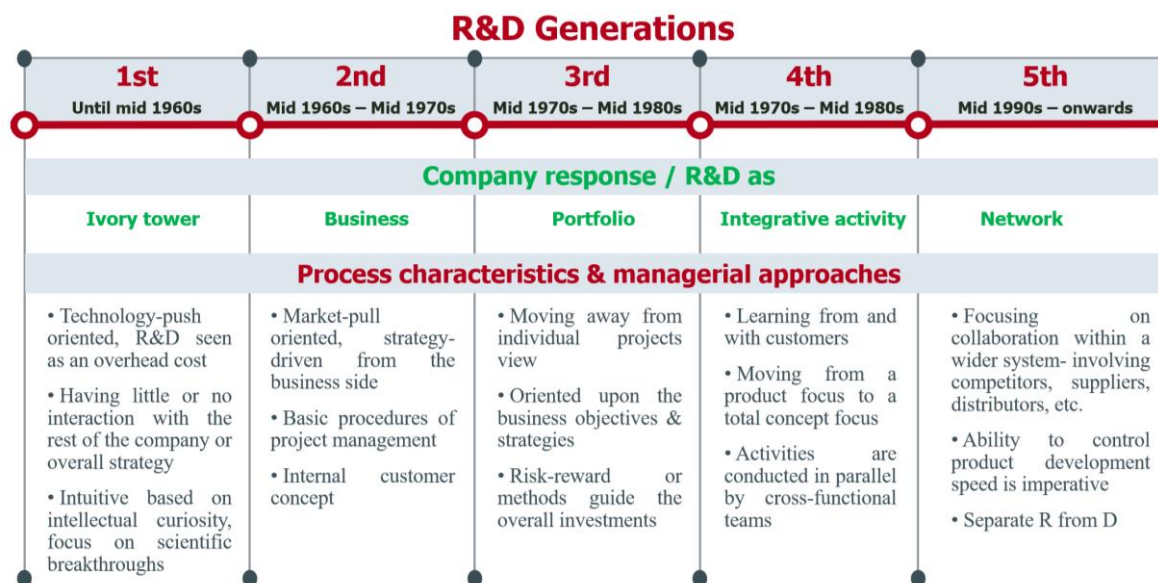 R&D Generations
1st
Until mid 1960s
2nd
Mid 1960s – Mid 1970s
3rd
Mid 1970s – Mid 1980s
4th
Mid 1970s – Mid 1980s
5th
Mid 1990s – onwards
Company response / R&D as
Ivory tower
Business
Portfolio
Integrative activity
Network
Process characteristics & managerial approaches
• Technology-push
oriented, R&D seen
as an overhead cost
• Having little or no
interaction with the
rest of the company or
overall strategy
• Intuitive based on
intellectual curiosity,
focus on scientific
breakthroughs
• Market-pull
oriented, strategy-
driven from the
business side
• Basic procedures of
project management
• Internal customer
concept
• Moving away from
individual projects
view
• Oriented upon the
business objectives &
strategies
• Risk-reward or
methods guide the
overall investments
• Learning from and
with customers
• Moving from a
product focus to a
total concept focus
• Activities are
conducted in parallel
by cross-functional
teams
• Focusing on
collaboration within a
wider system- involving
competitors, suppliers,
distributors, etc.
• Ability to control
product development
speed is imperative
• Separate R from D